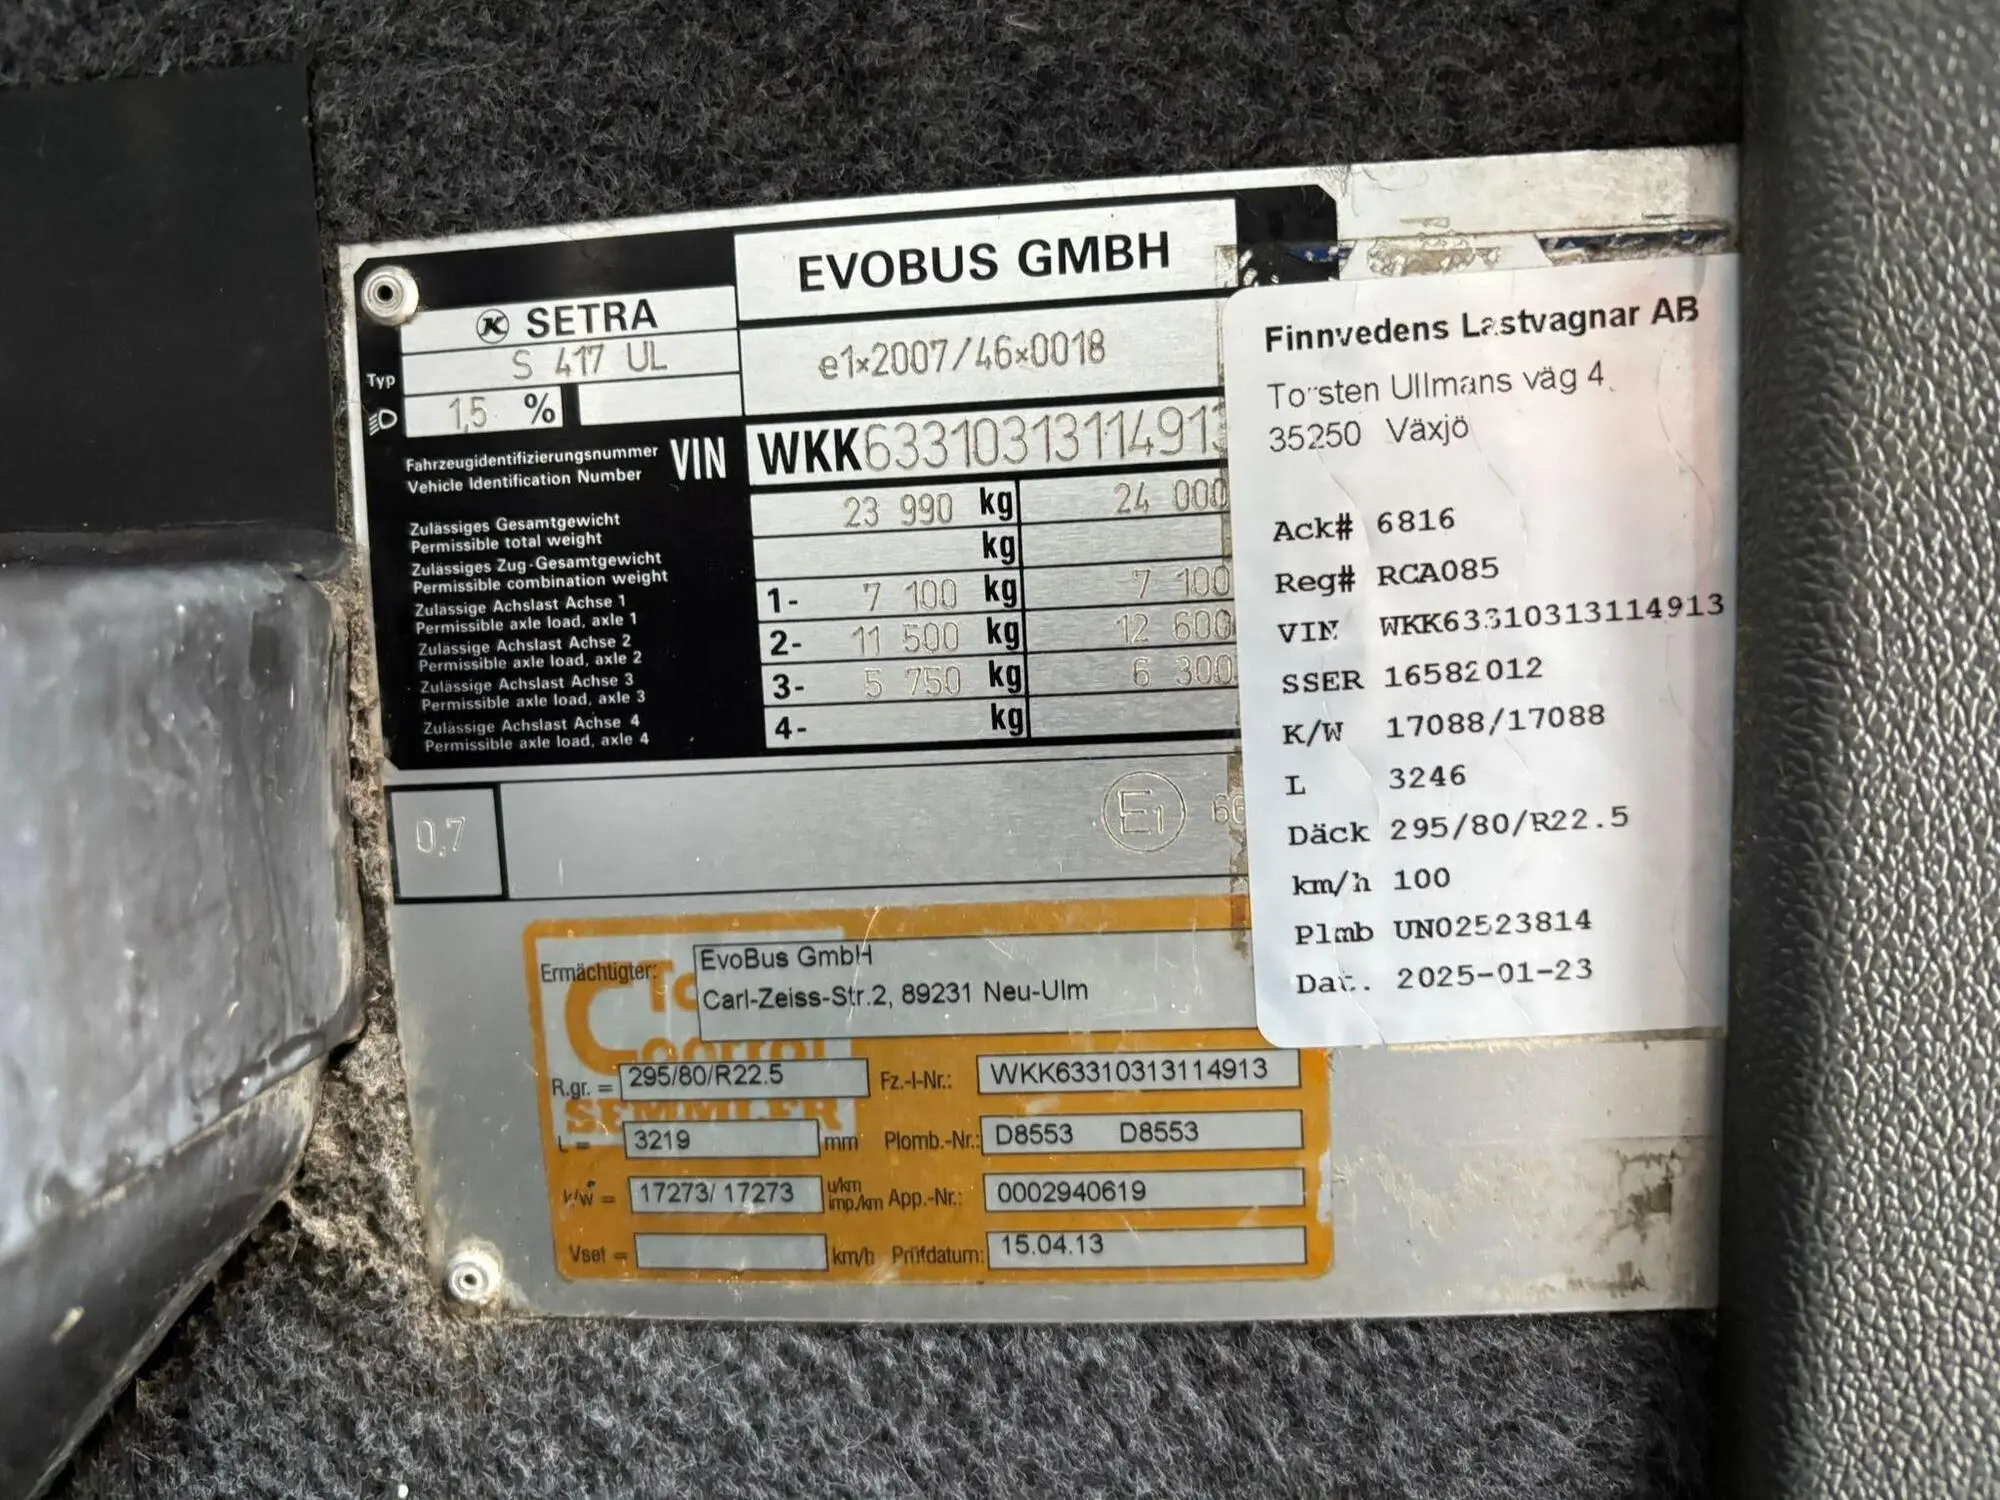 EVOBUS GMBH
SETRA
Typ S 417 UL
e1×2007/46×0018
1,5 %
Fahrzeugidentifizierungsnummer
Vehicle Identification Number
VIN WKK63310313114913
Zulässiges Gesamtgewicht
Permissible total weight
23 990 kg 24 000
Zulässiges Zug-Gesamtgewicht
Permissible combination weight
kg
Zulässige Achslast Achse 1
Permissible axle load, axle 1
1- 7 100 kg 7 100
Zulässige Achslast Achse 2
Permissible axle load, axle 2
2- 11 500 kg 12 600
Zulässige Achslast Achse 3
Permissible axle load, axle 3
3- 5 750 kg 6 300
Zulässige Achslast Achse 4
Permissible axle load, axle 4
4- kg
0,7
E1 66
Finnvedens Lastvagnar AB
Torsten Ullmans väg 4
35250 Växjö
Ack# 6816
Reg# RCA085
VIN WKK63310313114913
SSER 16582012
K/W 17088/17088
L 3246
Däck 295/80/R22.5
km/h 100
Plmb UN02523814
Dat. 2025-01-23
Ermächtigter: EvoBus GmbH
Carl-Zeiss-Str.2, 89231 Neu-Ulm
SEMMLER
R.gr. = 295/80/R22.5 Fz.-I-Nr.: WKK63310313114913
L = 3219 mm Plomb.-Nr.: D8553 D8553
k/w = 17273/ 17273 u/km imp./km App.-Nr.: 0002940619
Vset = km/h Prüfdatum: 15.04.13